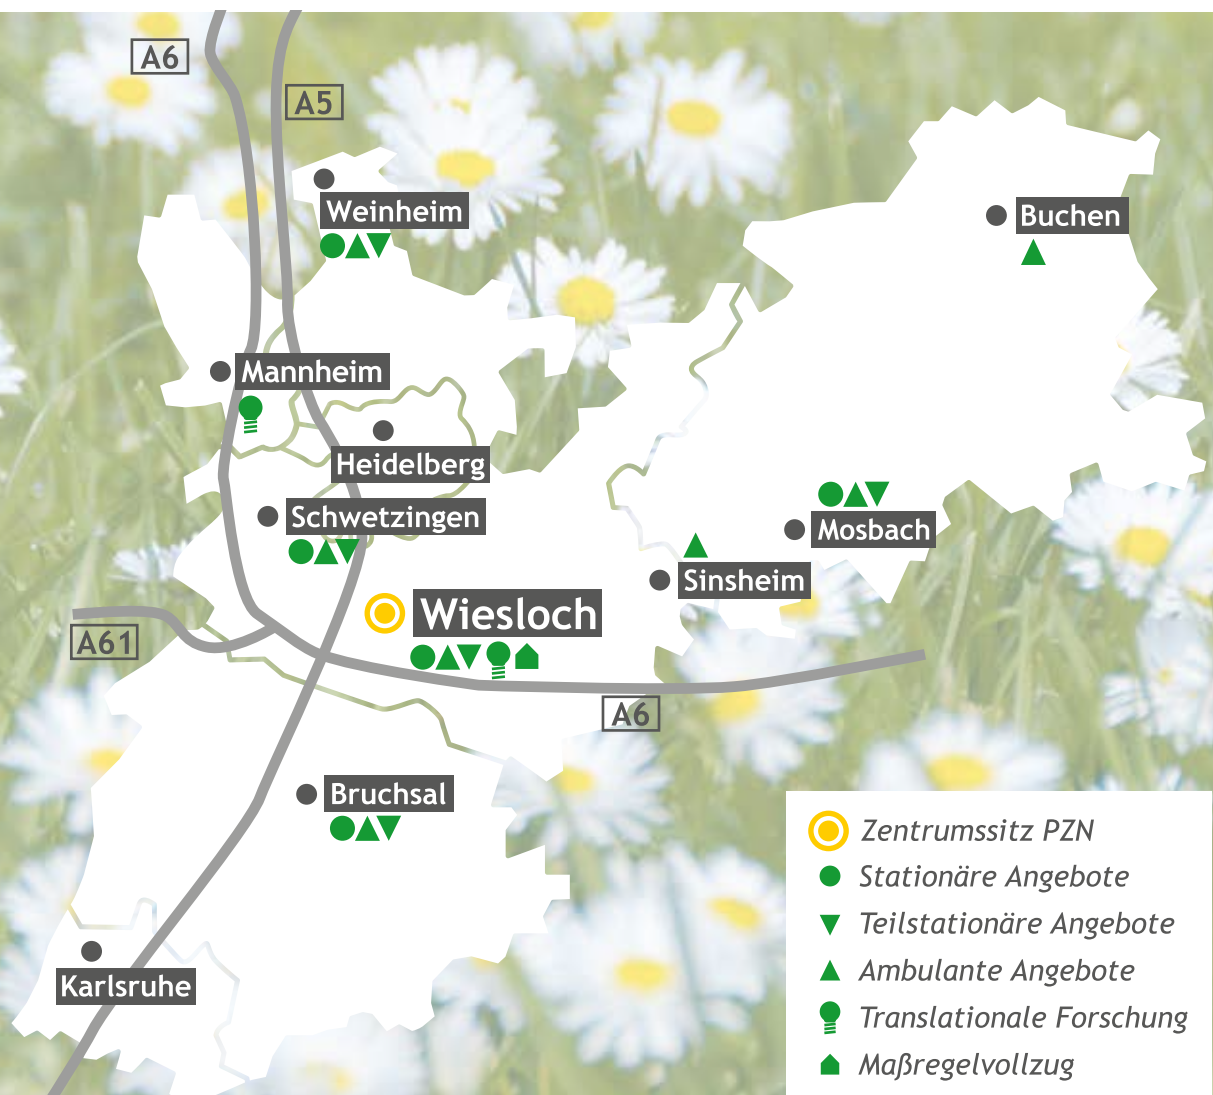 A6
A5
Weinheim
Buchen
Mannheim
Heidelberg
Schwetzingen
Mosbach
Sinsheim
Wiesloch
A61
A6
Bruchsal
Karlsruhe
Zentrumssitz PZN
Stationäre Angebote
Teilstationäre Angebote
Ambulante Angebote
Translationale Forschung
Maßregelvollzug